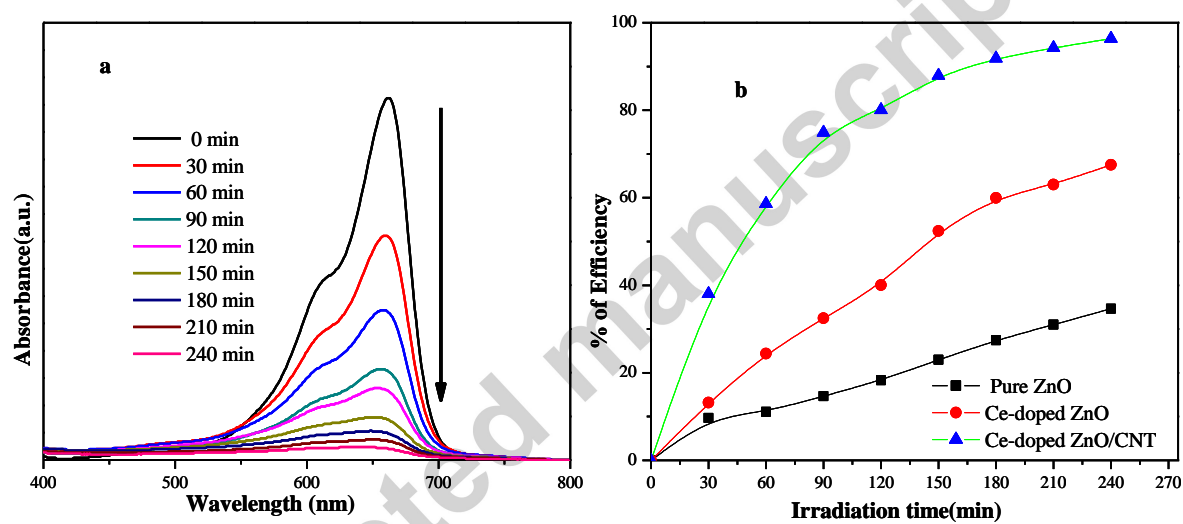 a
0 min
30 min
60 min
90 min
120 min
150 min
180 min
210 min
240 min
Absorbance(a.u.)
400
500
600
700
800
Wavelength (nm)
b
100
80
60
40
20
0
% of Efficiency
Pure ZnO
Ce-doped ZnO
Ce-doped ZnO/CNT
0
30
60
90
120
150
180
210
240
270
Irradiation time(min)
ted manuscrip